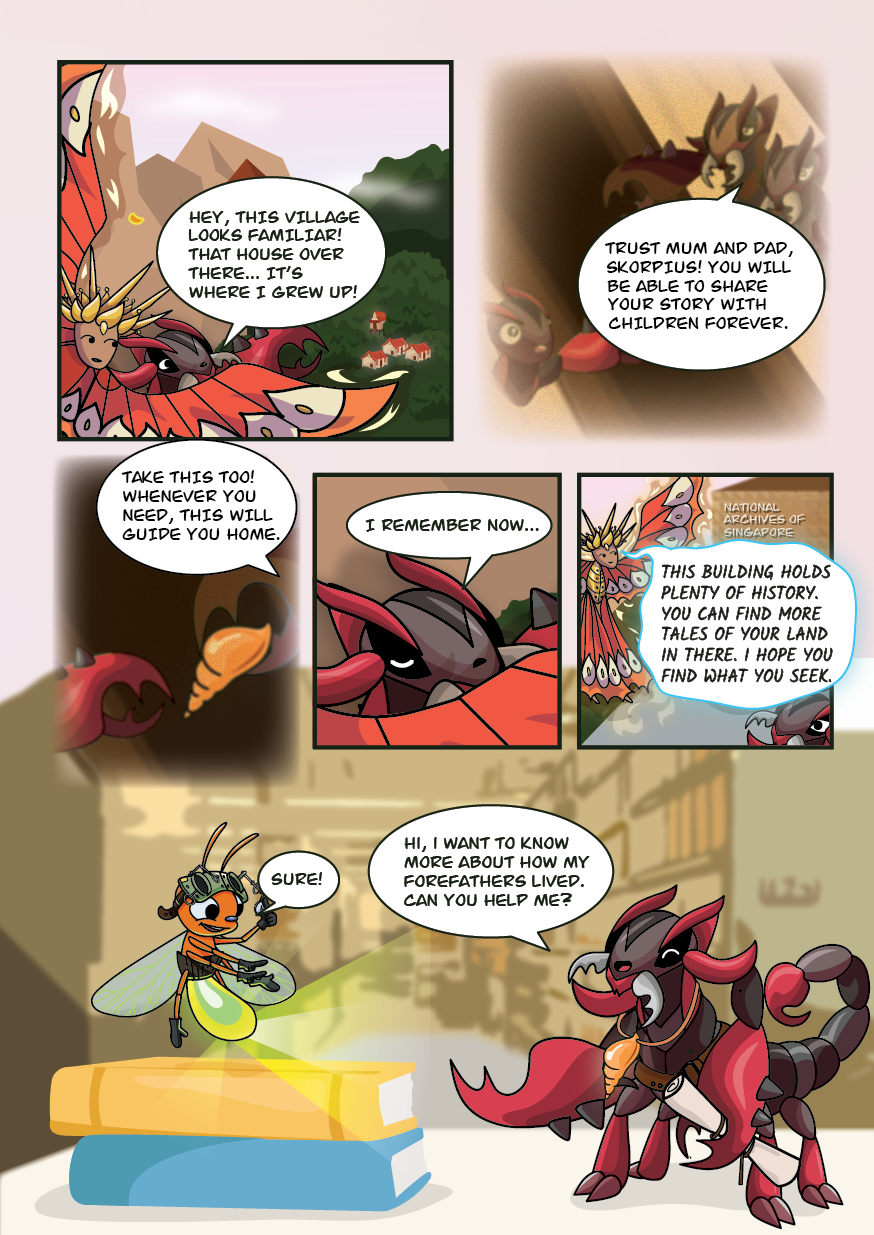 HEY, THIS VILLAGE
LOOKS FAMILIAR!
THAT HOUSE OVER
THERE... IT'S
WHERE I GREW UP!
TRUST MUM AND DAD,
SKORPIUS! YOU WILL
BE ABLE TO SHARE
YOUR STORY WITH
CHILDREN FOREVER.
TAKE THIS TOO!
WHENEVER YOU
NEED, THIS WILL
GUIDE YOU HOME.
I REMEMBER NOW...
NATIONAL
ARCHIVES OF
SINGAPORE
THIS BUILDING HOLDS
PLENTY OF HISTORY.
YOU CAN FIND MORE
TALES OF YOUR LAND
IN THERE. I HOPE YOU
FIND WHAT YOU SEEK.
SURE!
HI, I WANT TO KNOW
MORE ABOUT HOW MY
FOREFATHERS LIVED.
CAN YOU HELP ME?